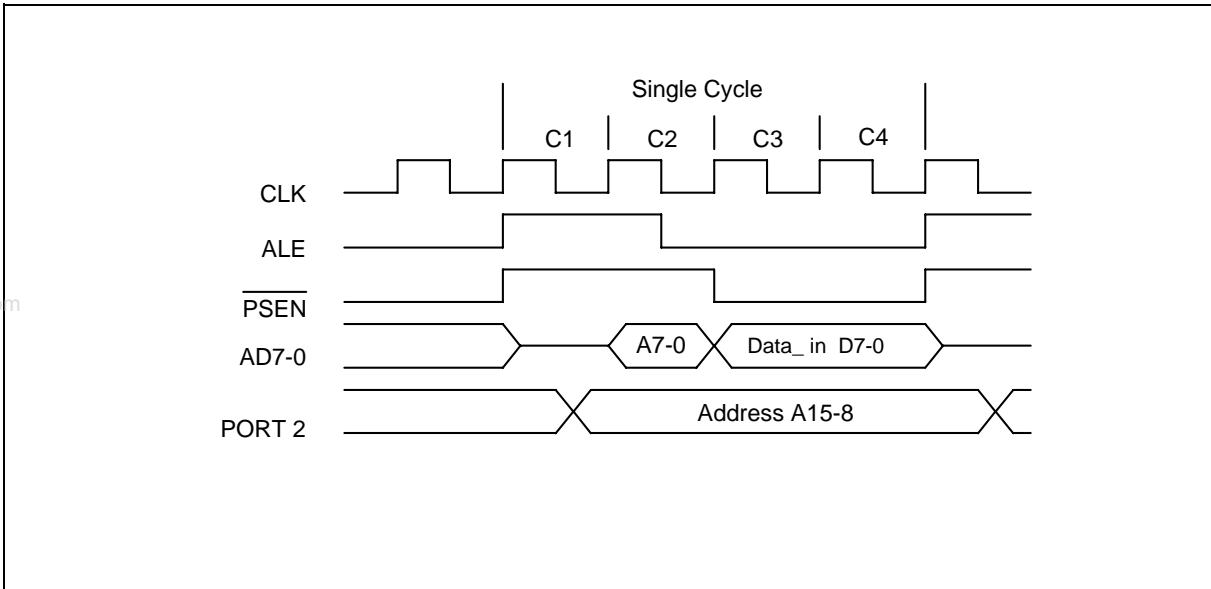 Single Cycle
C1 C2 C3 C4
CLK
ALE
PSEN
AD7-0 A7-0 Data_ in D7-0
PORT 2 Address A15-8
om